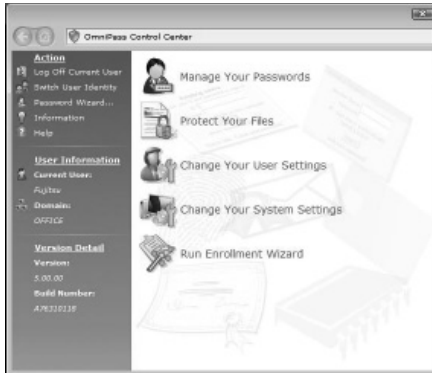 OmniPass Control Center
Action
Log Off Current User
Switch User Identity
Password Wizard...
Information
Help
User Information
Current User:
Fujitsu
Domain:
OFFICE
Version Detail
Version:
5.00.00
Build Number:
Manage Your Passwords
Protect Your Files
Change Your User Settings
Change Your System Settings
Run Enrollment Wizard